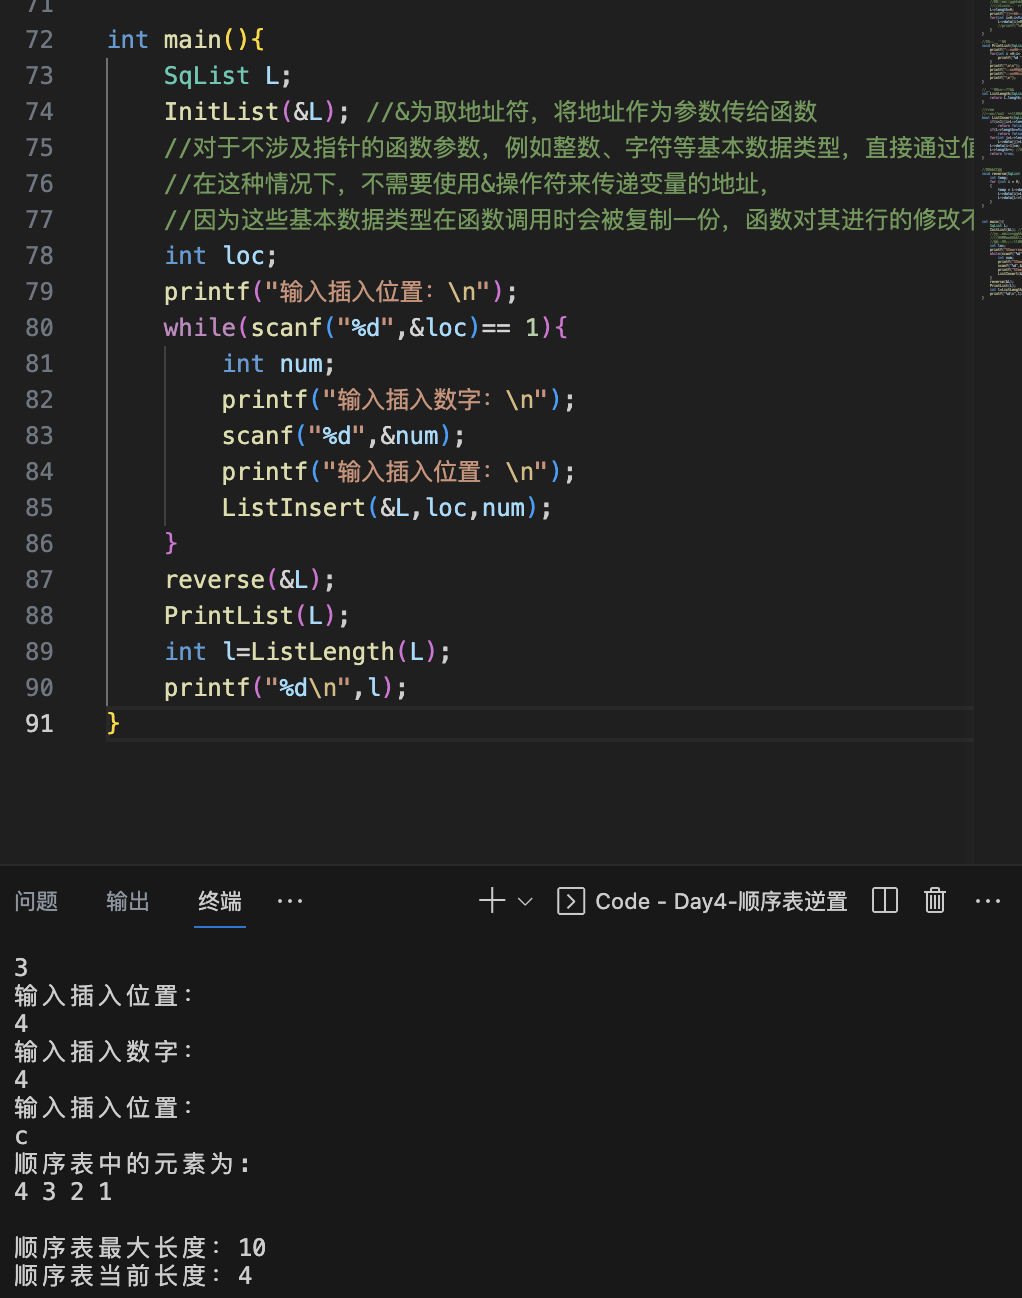 71
72 int main(){
73 SqList L;
74 InitList(&L); //&为取地址符，将地址作为参数传给函数
75 //对于不涉及指针的函数参数，例如整数、字符等基本数据类型，直接通过值
76 //在这种情况下，不需要使用&操作符来传递变量的地址，
77 //因为这些基本数据类型在函数调用时会被复制一份，函数对其进行的修改不
78 int loc;
79 printf("输入插入位置：\n");
80 while(scanf("%d",&loc)== 1){
81 int num;
82 printf("输入插入数字：\n");
83 scanf("%d",&num);
84 printf("输入插入位置：\n");
85 ListInsert(&L,loc,num);
86 }
87 reverse(&L);
88 PrintList(L);
89 int l=ListLength(L);
90 printf("%d\n",l);
91 }
问题 输出 终端 ··· Code - Day4-顺序表逆置 ···
3
输入插入位置：
4
输入插入数字：
4
输入插入位置：
c
顺序表中的元素为：
4 3 2 1
顺序表最大长度：10
顺序表当前长度：4